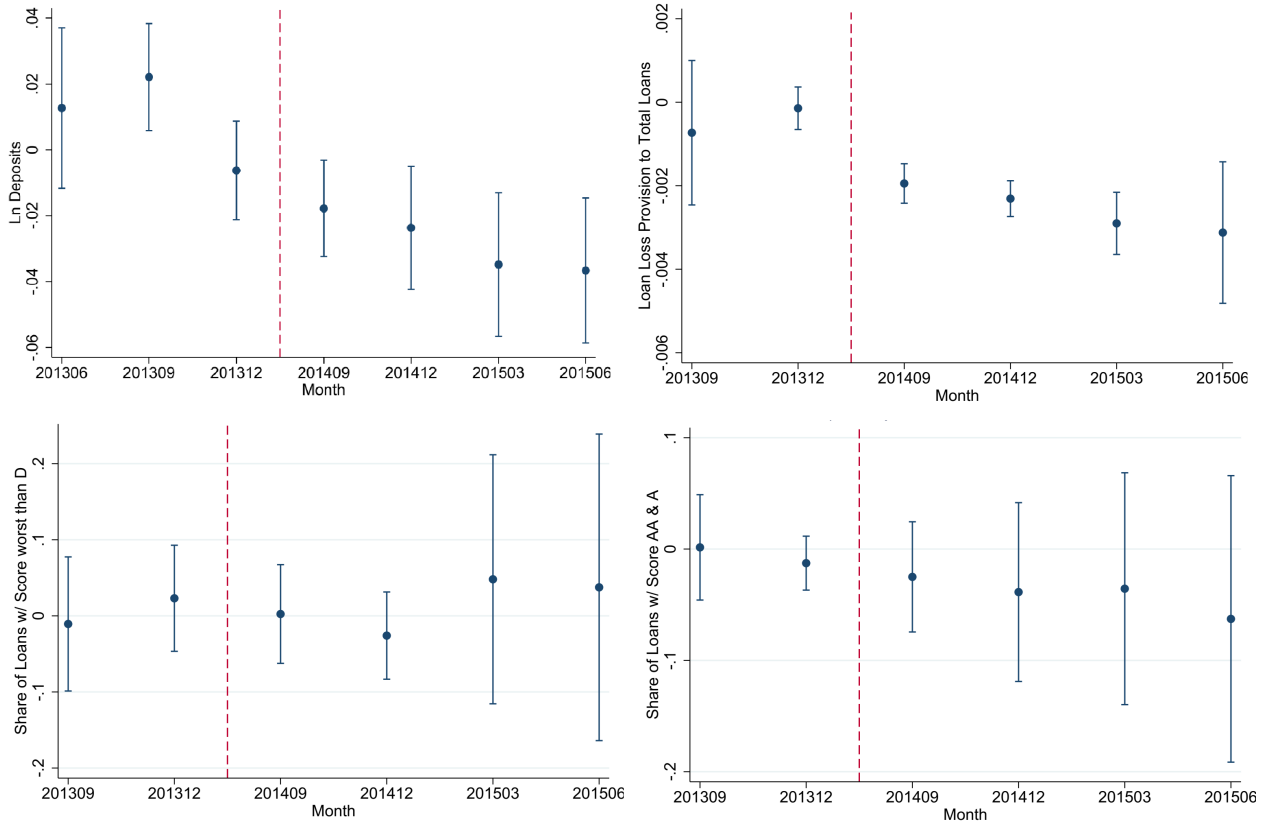 .04
.02
0
-.02
-.04
-.06
Ln Deposits
201306 201309 201312 201409 201412 201503 201506
Month
.002
0
-.002
-.004
-.006
Loan Loss Provision to Total Loans
201309 201312 201409 201412 201503 201506
Month
.2
.1
0
-.1
-.2
Share of Loans w/ Score worst than D
201309 201312 201409 201412 201503 201506
Month
.1
0
-.1
-.2
Share of Loans w/ Score AA & A
201309 201312 201409 201412 201503 201506
Month